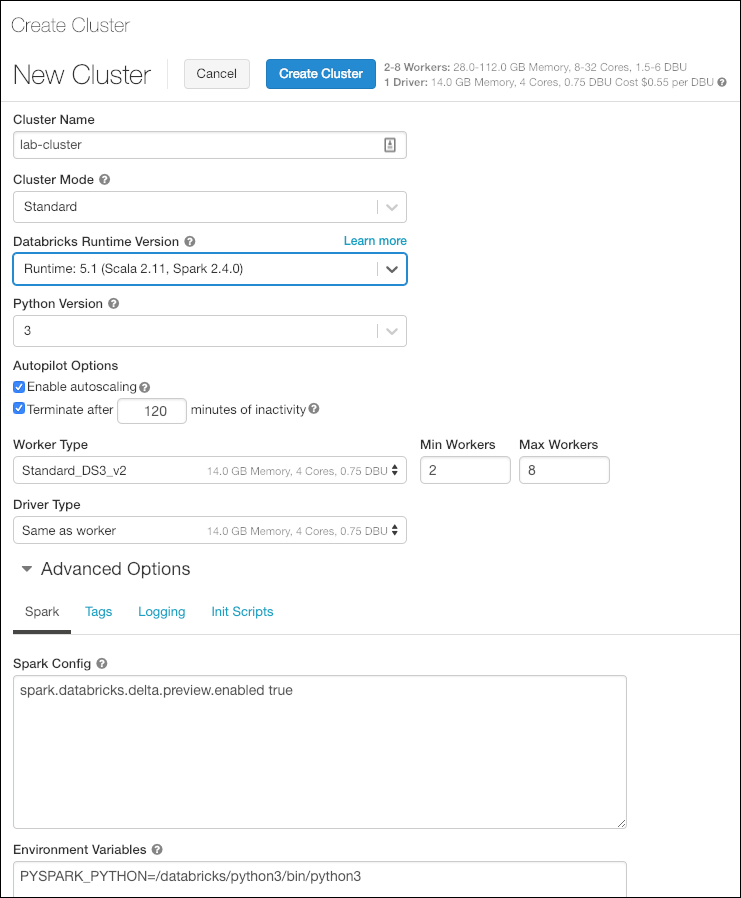 Create Cluster
New Cluster
Cancel
Create Cluster
2-8 Workers: 28.0-112.0 GB Memory, 8-32 Cores, 1.5-6 DBU
1 Driver: 14.0 GB Memory, 4 Cores, 0.75 DBU Cost $0.55 per DBU ?
Cluster Name
lab-cluster
Cluster Mode ?
Standard
Databricks Runtime Version ? Learn more
Runtime: 5.1 (Scala 2.11, Spark 2.4.0)
Python Version ?
3
Autopilot Options
Enable autoscaling ?
Terminate after 120 minutes of inactivity ?
Worker Type Min Workers Max Workers
Standard_DS3_v2 14.0 GB Memory, 4 Cores, 0.75 DBU 2 8
Driver Type
Same as worker 14.0 GB Memory, 4 Cores, 0.75 DBU
Advanced Options
Spark Tags Logging Init Scripts
Spark Config ?
spark.databricks.delta.preview.enabled true
Environment Variables ?
PYSPARK_PYTHON=/databricks/python3/bin/python3